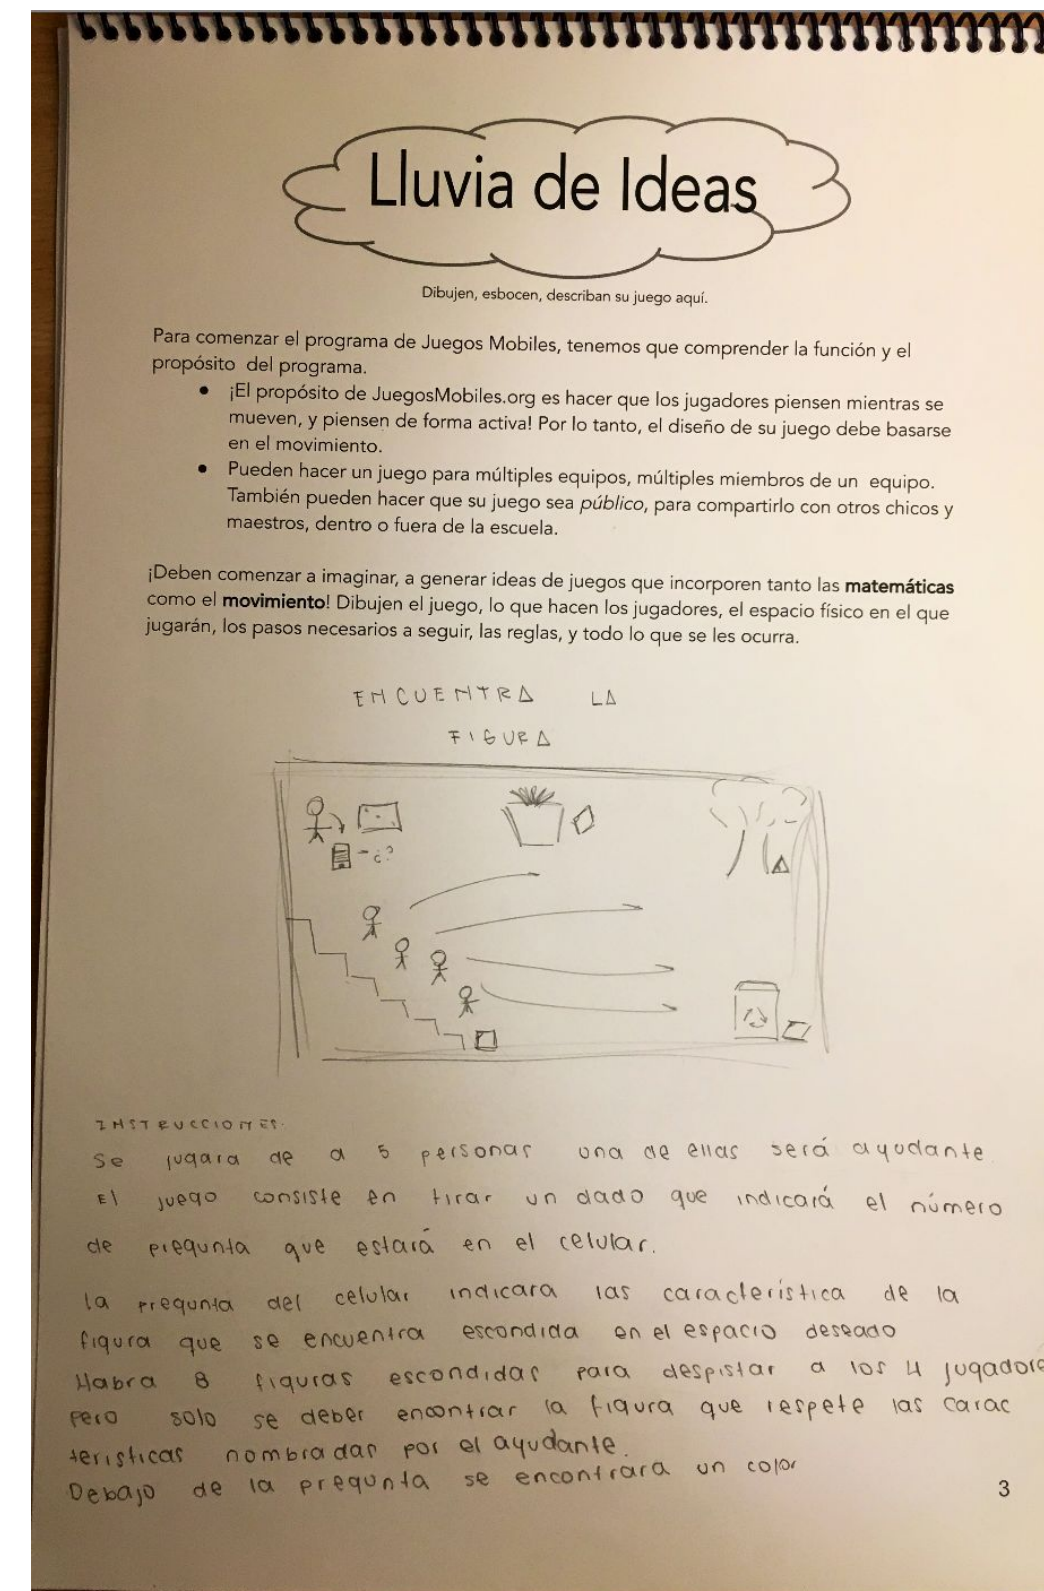 Lluvia de Ideas
Dibujen, esbocen, describan su juego aquí.
Para comenzar el programa de Juegos Mobiles, tenemos que comprender la función y el
propósito del programa.
• ¡El propósito de JuegosMobiles.org es hacer que los jugadores piensen mientras se
mueven, y piensen de forma activa! Por lo tanto, el diseño de su juego debe basarse
en el movimiento.
• Pueden hacer un juego para múltiples equipos, múltiples miembros de un equipo.
También pueden hacer que su juego sea público, para compartirlo con otros chicos y
maestros, dentro o fuera de la escuela.
¡Deben comenzar a imaginar, a generar ideas de juegos que incorporen tanto las matemáticas
como el movimiento! Dibujen el juego, lo que hacen los jugadores, el espacio físico en el que
jugarán, los pasos necesarios a seguir, las reglas, y todo lo que se les ocurra.
ENCUENTRA LA
FIGURA
¿?
INSTRUCCIONES.
Se jugara de a 5 personas una de ellas será ayudante
El juego consiste en tirar un dado que indicará el número
de pregunta que estará en el celular.
la pregunta del celular indicara las característica de la
figura que se encuentra escondida en el espacio deseado
Habra 8 figuras escondidas para despistar a los 4 jugadore
pero solo se deber encontrar la figura que respete las carac
teristicas nombradas por el ayudante.
Debajo de la pregunta se encontrara un color
3